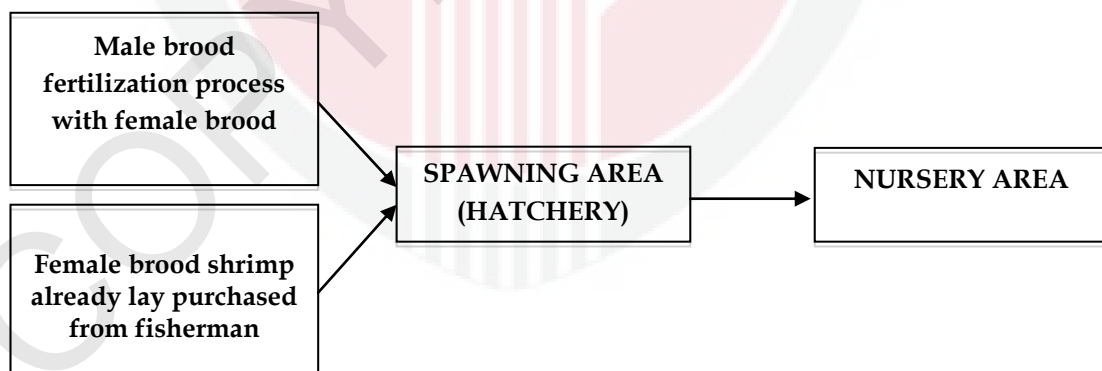 Male brood
fertilization process
with female brood
SPAWNING AREA
(HATCHERY)
NURSERY AREA
Female brood shrimp
already lay purchased
from fisherman
COPY